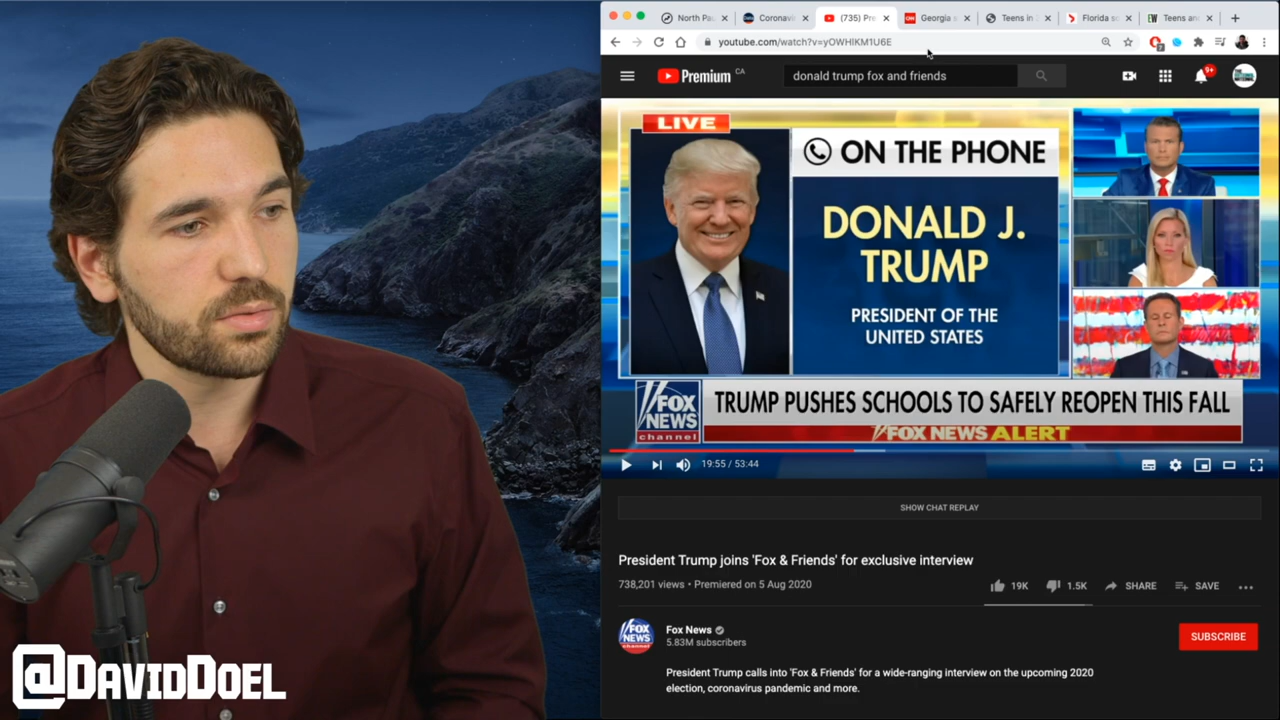 North Pa
Coronavi
(735) Pre
Georgia s
Teens in
Florida sc
Teens and
youtube.com/watch?v=yOWHIKM1U6E
Premium CA
donald trump fox and friends
9+
LIVE
ON THE PHONE
DONALD J.
TRUMP
PRESIDENT OF THE
UNITED STATES
FOX
NEWS
channel
TRUMP PUSHES SCHOOLS TO SAFELY REOPEN THIS FALL
FOX NEWS ALERT
19:55 / 53:44
SHOW CHAT REPLAY
President Trump joins 'Fox & Friends' for exclusive interview
738,201 views • Premiered on 5 Aug 2020
19K
1.5K
SHARE
SAVE
FOX
NEWS
channel
Fox News
5.83M subscribers
SUBSCRIBE
President Trump calls into 'Fox & Friends' for a wide-ranging interview on the upcoming 2020
election, coronavirus pandemic and more.
@DAVIDDOEL